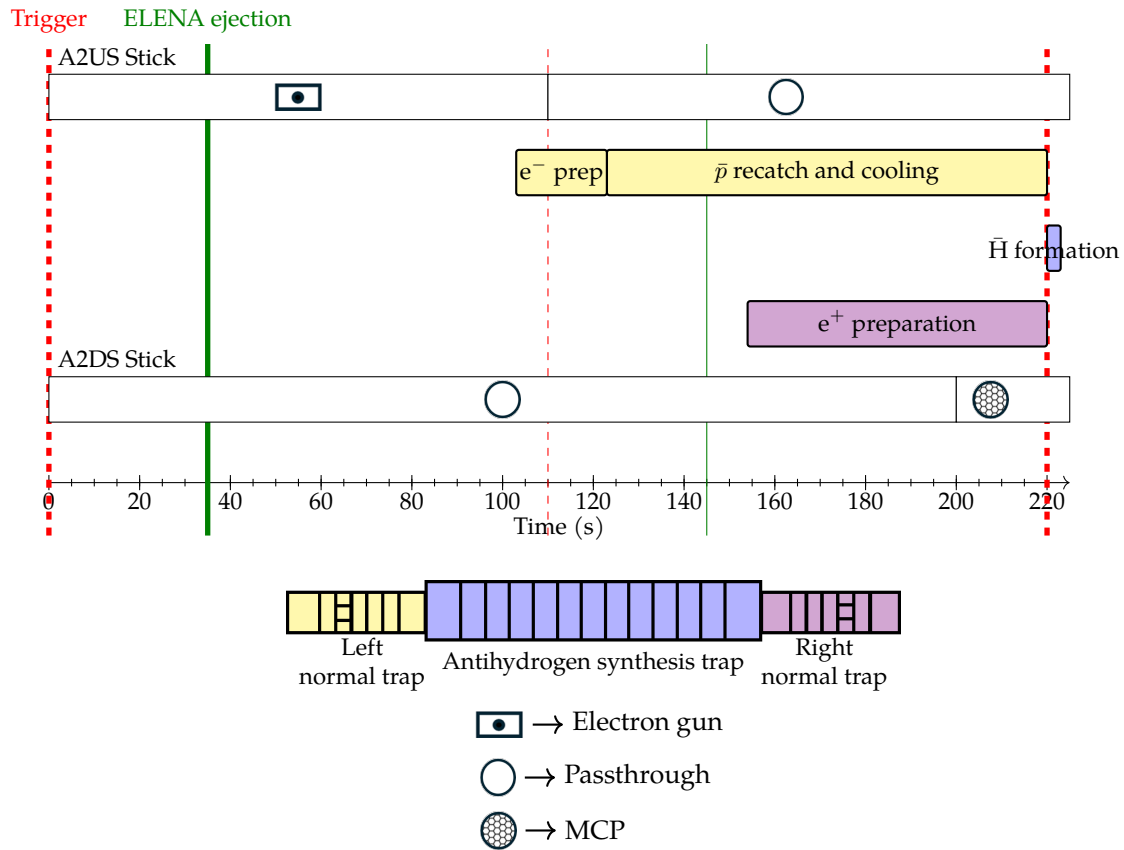 Trigger ELENA ejection
A2US Stick
e⁻ prep p̄ recatch and cooling
H̄ formation
e⁺ preparation
A2DS Stick
0 20 40 60 80 100 120 140 160 180 200 220
Time (s)
Left
normal trap
Antihydrogen synthesis trap
Right
normal trap
→ Electron gun
→ Passthrough
→ MCP